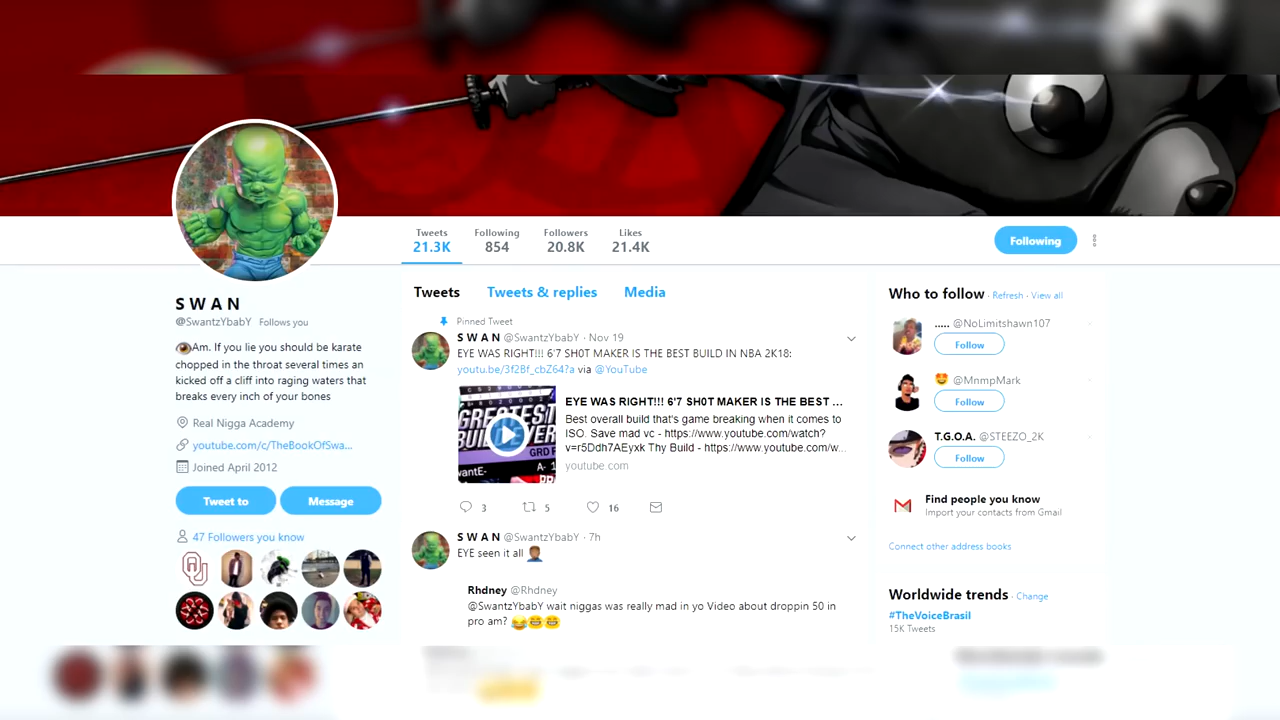 Tweets Following Followers Likes
21.3K 854 20.8K 21.4K
Following
S W A N
@SwantzYbabY Follows you
👁Am. If you lie you should be karate
chopped in the throat several times an
kicked off a cliff into raging waters that
breaks every inch of your bones
Real Nigga Academy
youtube.com/c/TheBookOfSwa...
Joined April 2012
Tweet to Message
47 Followers you know
Tweets Tweets & replies Media
Pinned Tweet
S W A N @SwantzYbabY · Nov 19
EYE WAS RIGHT!!! 6'7 SH0T MAKER IS THE BEST BUILD IN NBA 2K18:
youtu.be/3f2Bf_cbZ64?a via @YouTube
GREATEST
BUILD EVER
GRD F
wantE-
A- 1
EYE WAS RIGHT!!! 6'7 SH0T MAKER IS THE BEST ...
Best overall build that's game breaking when it comes to
ISO. Save mad vc - https://www.youtube.com/watch?
v=r5Ddh7AEyxk Thy Build - https://www.youtube.com/w...
youtube.com
3 5 16
S W A N @SwantzYbabY · 7h
EYE seen it all 🤦🏾‍♂️
Rhdney @Rhdney
@SwantzYbabY wait niggas was really mad in yo Video about droppin 50 in
pro am? 😂😆😆
Who to follow · Refresh · View all
..... @NoLimitshawn107
Follow
😍 @MnmpMark
Follow
T.G.O.A. @STEEZO_2K
Follow
Find people you know
Import your contacts from Gmail
Connect other address books
Worldwide trends · Change
#TheVoiceBrasil
15K Tweets